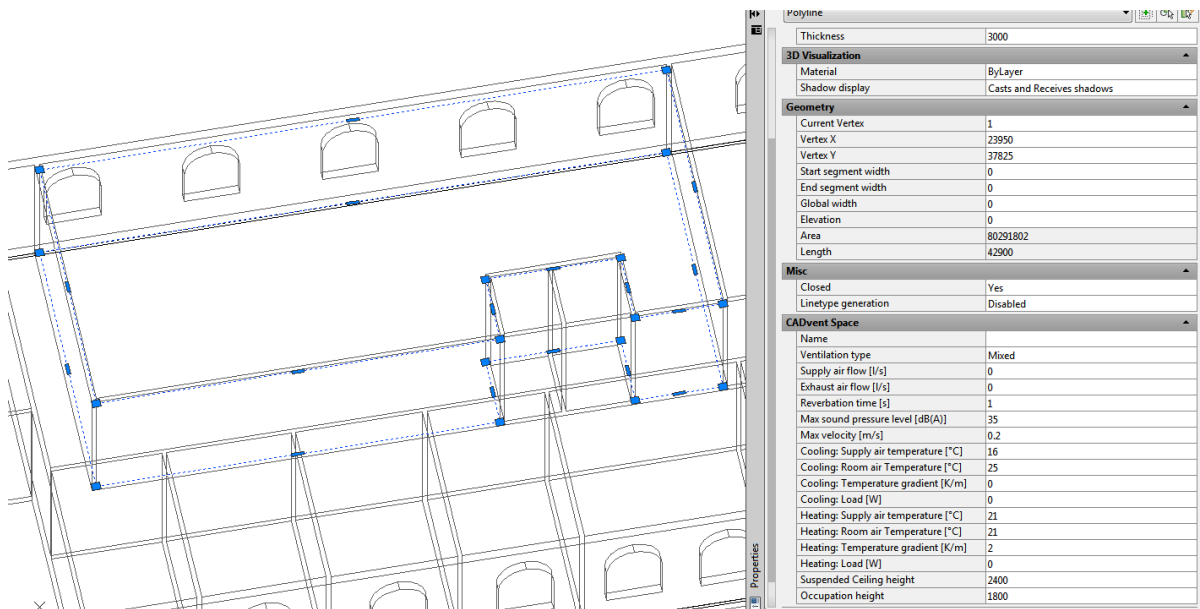 Polyline
Thickness 3000
3D Visualization
Material ByLayer
Shadow display Casts and Receives shadows
Geometry
Current Vertex 1
Vertex X 23950
Vertex Y 37825
Start segment width 0
End segment width 0
Global width 0
Elevation 0
Area 80291802
Length 42900
Misc
Closed Yes
Linetype generation Disabled
CADvent Space
Name
Ventilation type Mixed
Supply air flow [l/s] 0
Exhaust air flow [l/s] 0
Reverbation time [s] 1
Max sound pressure level [dB(A)] 35
Max velocity [m/s] 0.2
Cooling: Supply air temperature [°C] 16
Cooling: Room air Temperature [°C] 25
Cooling: Temperature gradient [K/m] 0
Cooling: Load [W] 0
Heating: Supply air temperature [°C] 21
Heating: Room air Temperature [°C] 21
Heating: Temperature gradient [K/m] 2
Heating: Load [W] 0
Suspended Ceiling height 2400
Occupation height 1800
Properties